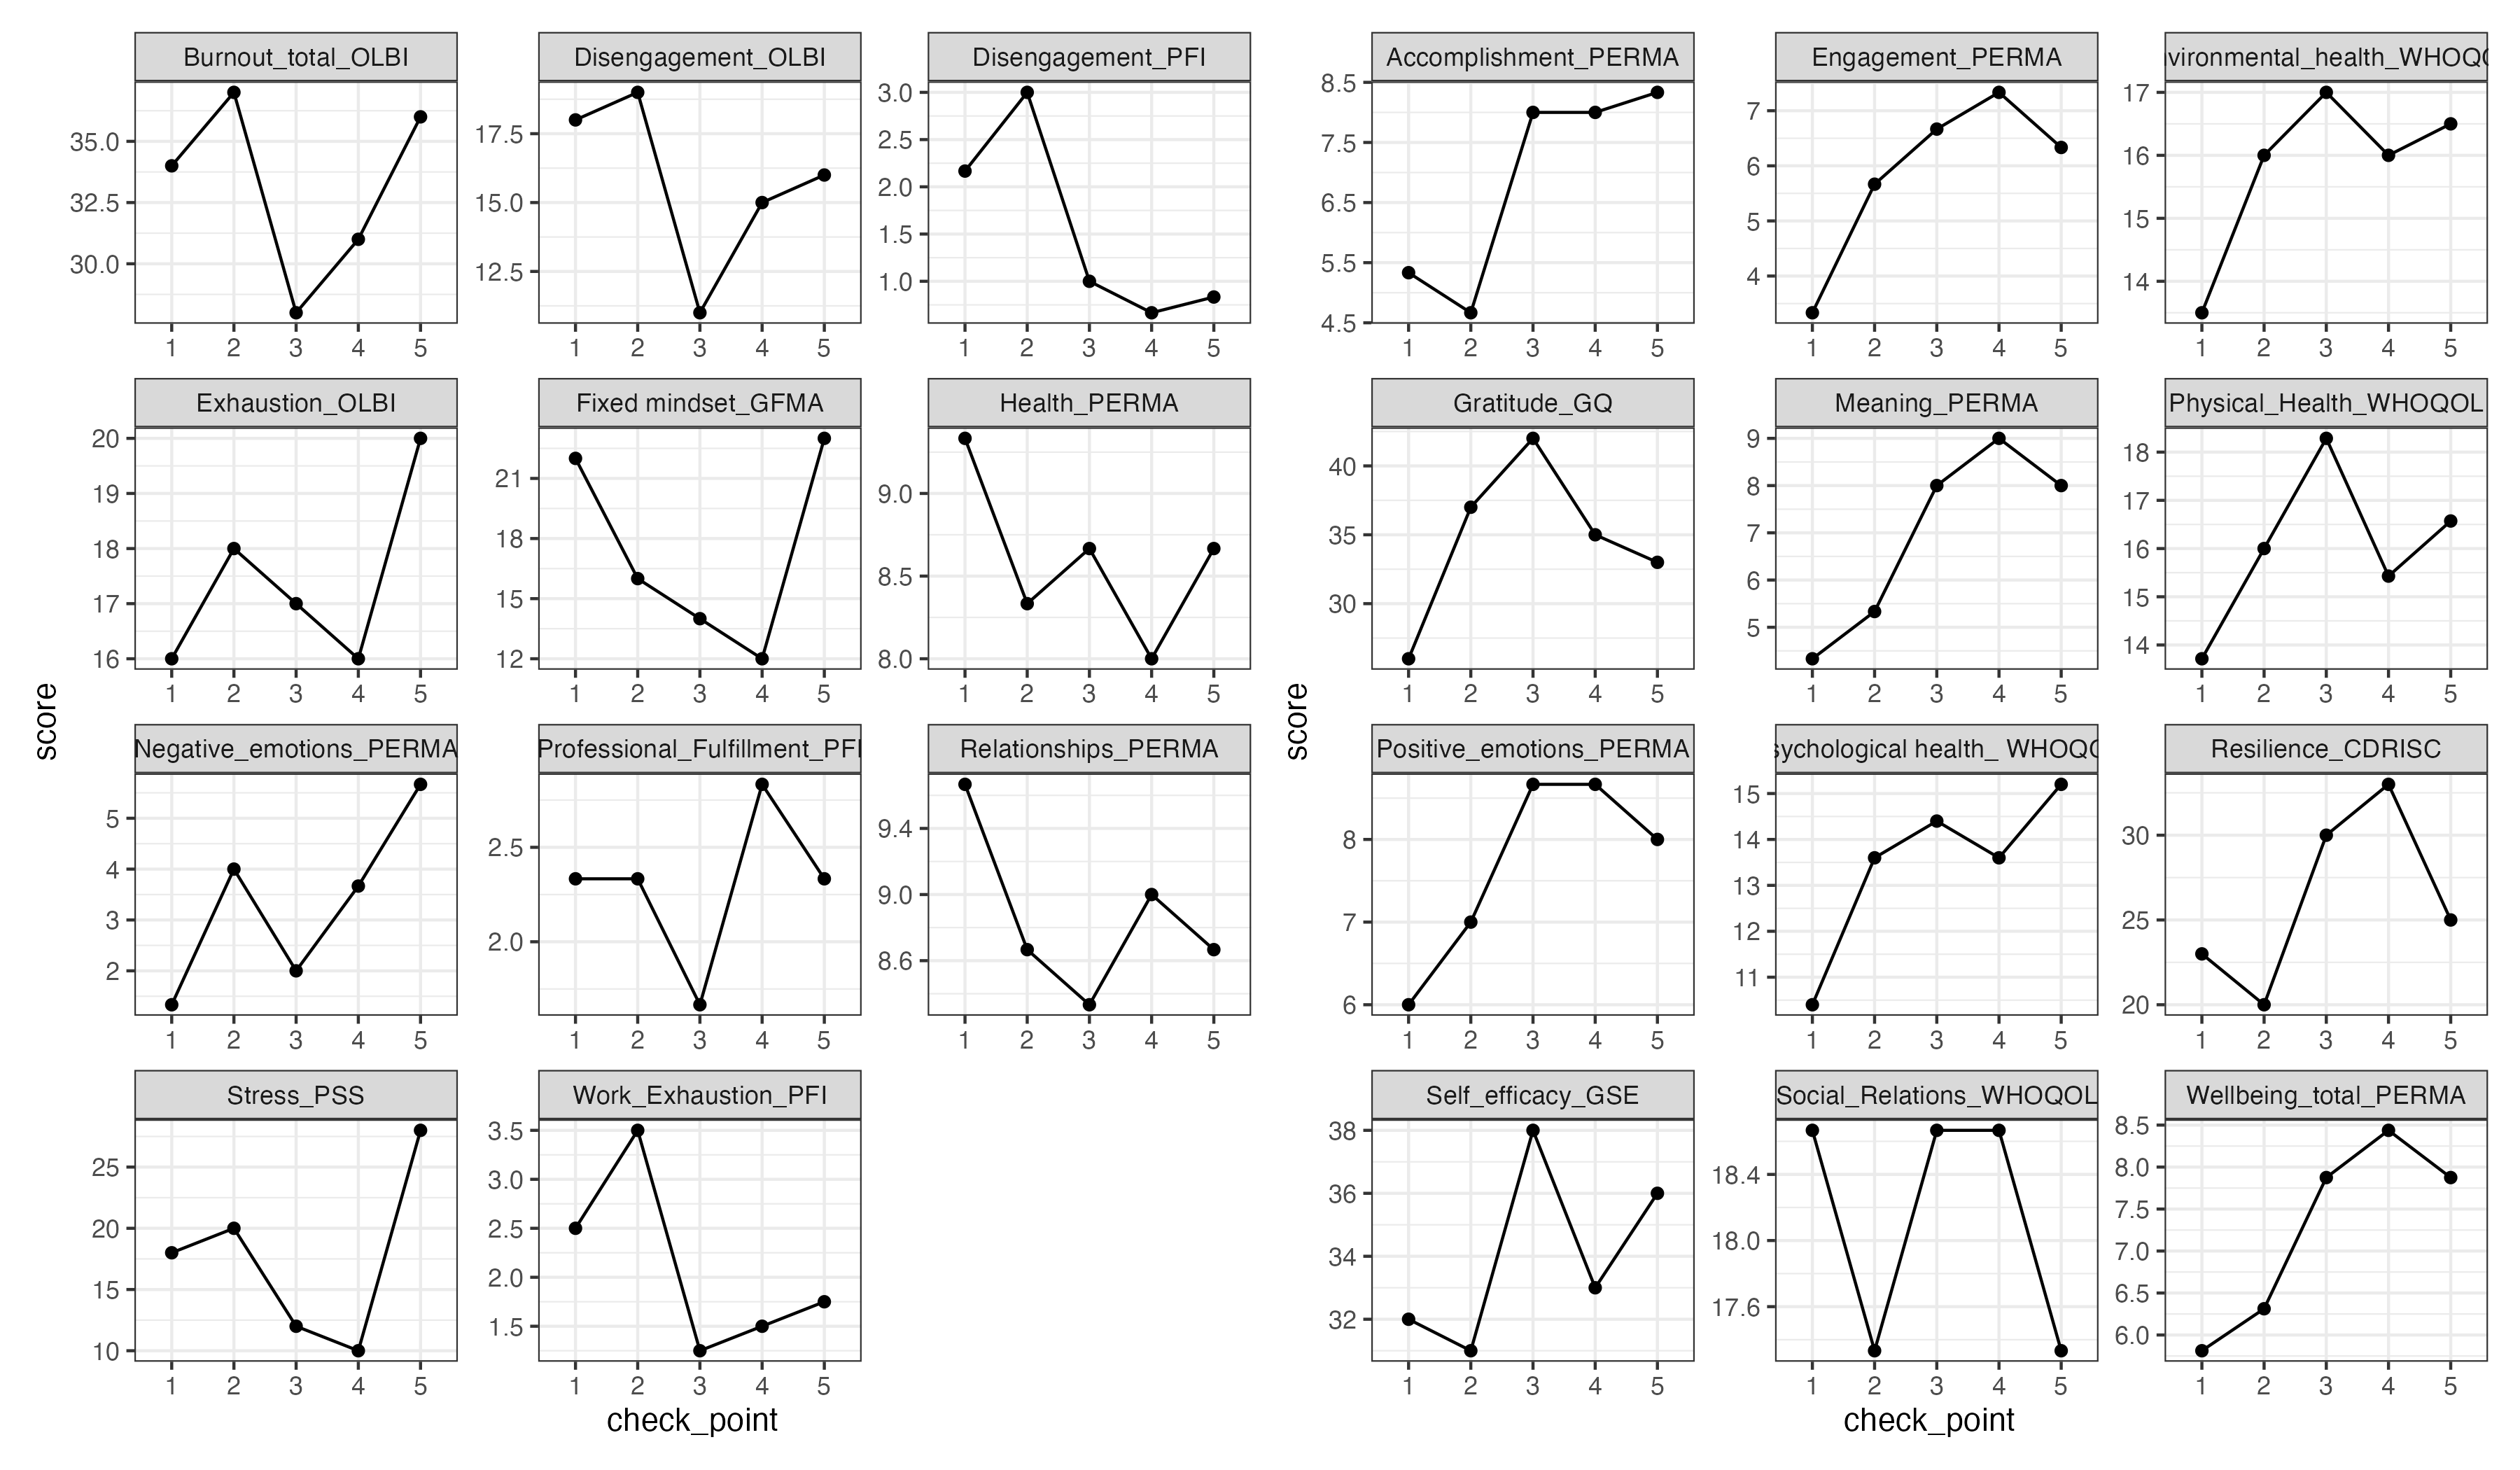 Burnout_total_OLBI
35.0
32.5
30.0
1 2 3 4 5
Disengagement_OLBI
17.5
15.0
12.5
1 2 3 4 5
Disengagement_PFI
3.0
2.5
2.0
1.5
1.0
1 2 3 4 5
Exhaustion_OLBI
20
19
18
17
16
1 2 3 4 5
Fixed mindset_GFMA
21
18
15
12
1 2 3 4 5
Health_PERMA
9.0
8.5
8.0
1 2 3 4 5
score
Negative_emotions_PERMA
5
4
3
2
1 2 3 4 5
Professional_Fulfillment_PFI
2.5
2.0
1 2 3 4 5
Relationships_PERMA
9.4
9.0
8.6
1 2 3 4 5
Stress_PSS
25
20
15
10
1 2 3 4 5
Work_Exhaustion_PFI
3.5
3.0
2.5
2.0
1.5
1 2 3 4 5
check_point
Accomplishment_PERMA
8.5
7.5
6.5
5.5
4.5
1 2 3 4 5
Engagement_PERMA
7
6
5
4
1 2 3 4 5
vironmental_health_WHOQO
17
16
15
14
1 2 3 4 5
Gratitude_GQ
40
35
30
1 2 3 4 5
Meaning_PERMA
9
8
7
6
5
1 2 3 4 5
Physical_Health_WHOQOL
18
17
16
15
14
1 2 3 4 5
score
Positive_emotions_PERMA
8
7
6
1 2 3 4 5
sychological health_ WHOQO
15
14
13
12
11
1 2 3 4 5
Resilience_CDRISC
30
25
20
1 2 3 4 5
Self_efficacy_GSE
38
36
34
32
1 2 3 4 5
Social_Relations_WHOQOL
18.4
18.0
17.6
1 2 3 4 5
Wellbeing_total_PERMA
8.5
8.0
7.5
7.0
6.5
6.0
1 2 3 4 5
check_point